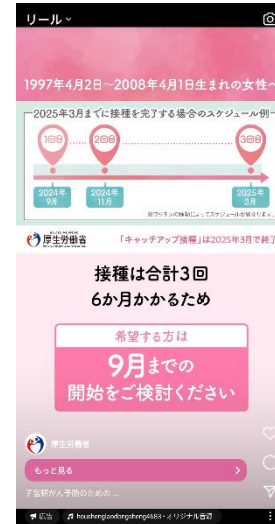 リール
1997年4月2日～2008年4月1日生まれの女性へ
2025年3月までに接種を完了する場合のスケジュール例
1回目
2回目
3回目
2024年
9月
2024年
11月
2025年
3月
※ワクチンの種類によってスケジュールが異なります。
厚生労働省
「キャッチアップ接種」は2025年3月で終了
接種は合計3回
6か月かかるため
希望する方は
9月までの
開始をご検討ください
厚生労働省
もっと見る
子宮頸がん予防のための ...
広告
houshenglaodongsheng4683・オリジナル音源